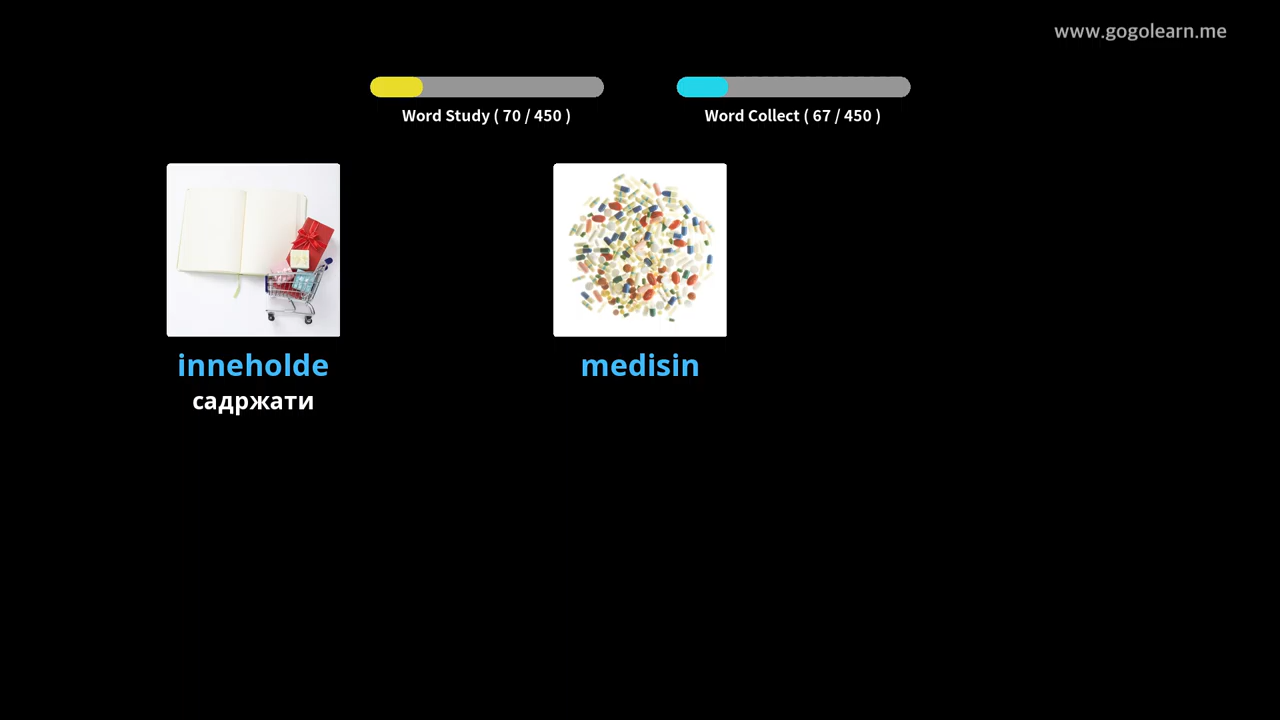 www.gogolearn.me
Word Study ( 70 / 450 )
Word Collect ( 67 / 450 )
inneholde
садржати
medisin